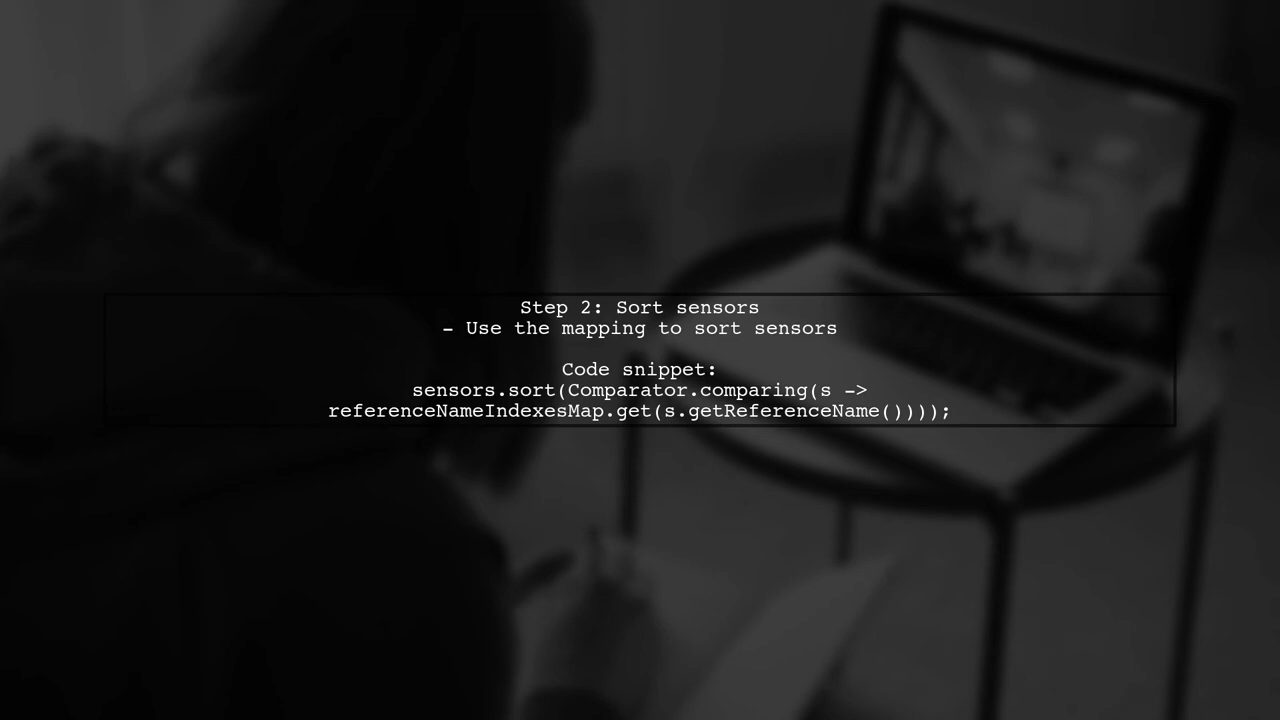 Step 2: Sort sensors
- Use the mapping to sort sensors
Code snippet:
sensors.sort(Comparator.comparing(s ->
referenceNameIndexesMap.get(s.getReferenceName())));